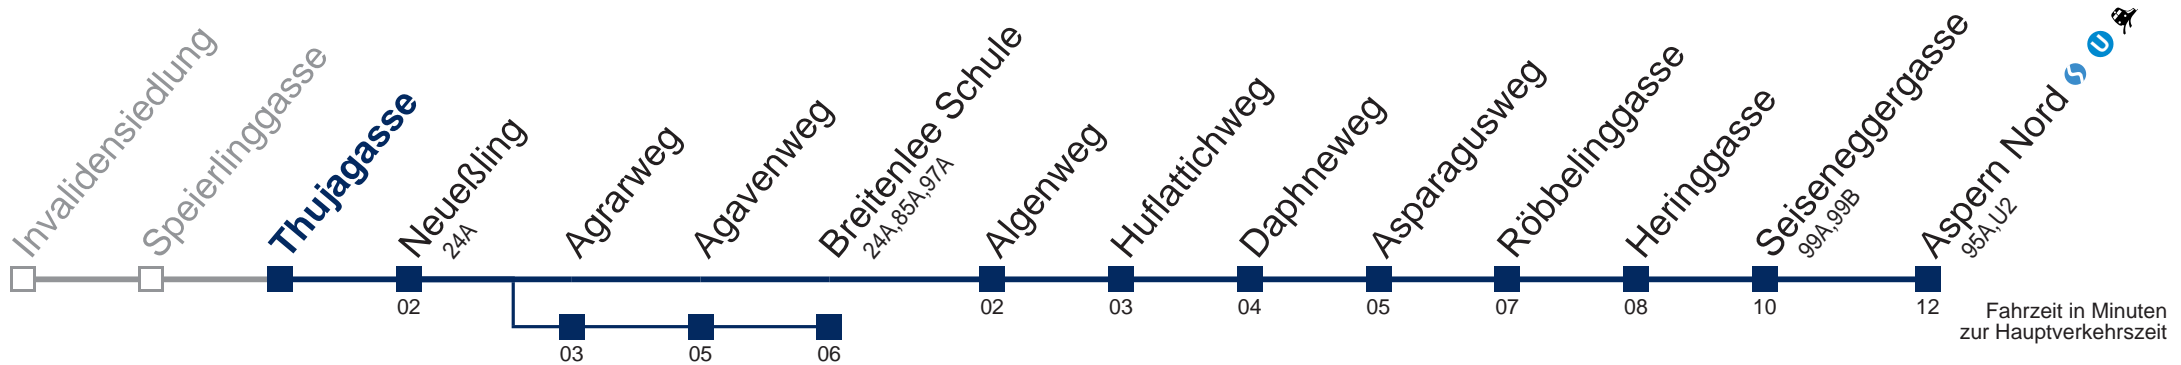 Invalidensiedlung
Speierlinggasse
Thujagasse
Neueßling
24A
Agrarweg
Agavenweg
Breitenlee Schule
24A,85A,97A
Algenweg
Huflattichweg
Daphneweg
Asparagusweg
Röbbelinggasse
Heringgasse
Seiseneggergasse
99A,99B
Aspern Nord
95A,U2
S
U
02
03
05
06
02
03
04
05
07
08
10
12
Fahrzeit in Minuten
zur Hauptverkehrszeit